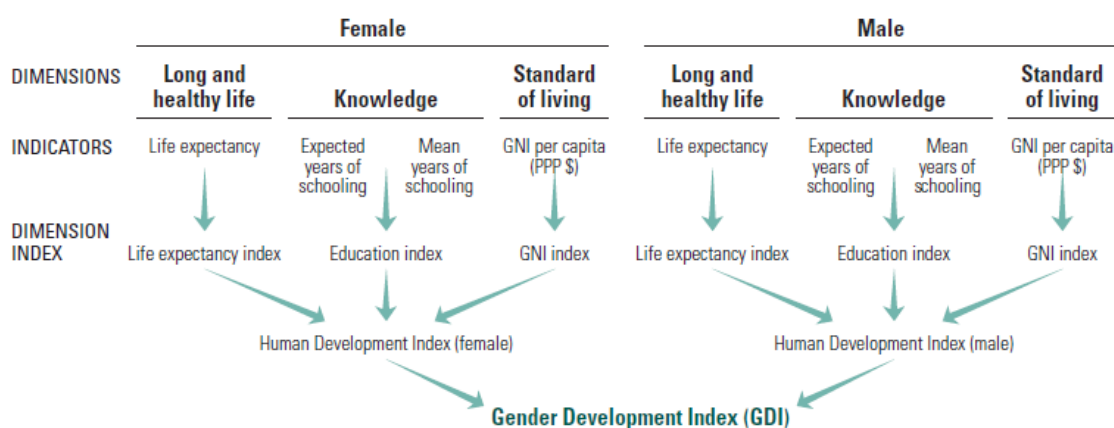 Female Male
DIMENSIONS Long and healthy life Knowledge Standard of living Long and healthy life Knowledge Standard of living
INDICATORS Life expectancy Expected years of schooling Mean years of schooling GNI per capita (PPP $) Life expectancy Expected years of schooling Mean years of schooling GNI per capita (PPP $)
DIMENSION INDEX Life expectancy index Education index GNI index Life expectancy index Education index GNI index
Human Development Index (female) Human Development Index (male)
Gender Development Index (GDI)